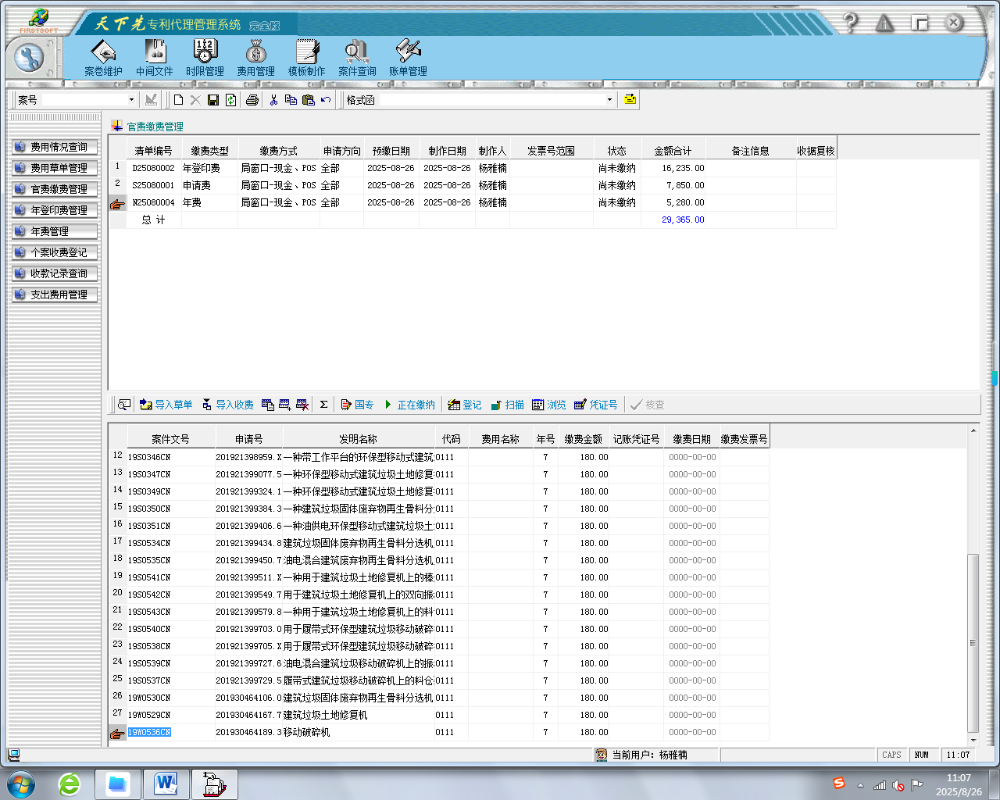 FIRSTSOFT
天下先专利代理管理系统 完全版
案卷维护 中间文件 时限管理 费用管理 模板制作 案件查询 账单管理
案号 格式函
费用情况查询
费用草单管理
官费缴费管理
年登印费管理
年费管理
个案收费登记
收款记录查询
支出费用管理
官费缴费管理
清单编号 缴费类型 缴费方式 申请方向 预缴日期 制作日期 制作人 发票号范围 状态 金额合计 备注信息 收据复核
1 D25080002 年登印费 局窗口-现金、POS 全部 2025-08-26 2025-08-26 杨雅楠 尚未缴纳 16,235.00
2 S25080001 申请费 局窗口-现金、POS 全部 2025-08-26 2025-08-26 杨雅楠 尚未缴纳 7,850.00
N25080004 年费 局窗口-现金、POS 全部 2025-08-26 2025-08-26 杨雅楠 尚未缴纳 5,280.00
总 计 29,365.00
导入草单 导入收费 Σ 国专 正在缴纳 登记 扫描 浏览 凭证号 核查
案件文号 申请号 发明名称 代码 费用名称 年号 缴费金额 记账凭证号 缴费日期 缴费发票号
12 19S0346CN 201921398959.X 一种带工作平台的环保型移动式建筑 0111 7 180.00 0000-00-00
13 19S0347CN 201921399077.5 一种环保型移动式建筑垃圾土地修复 0111 7 180.00 0000-00-00
14 19S0349CN 201921399324.1 一种环保型移动式建筑垃圾土地修复 0111 7 180.00 0000-00-00
15 19S0350CN 201921399384.3 一种建筑垃圾固体废弃物再生骨料分 0111 7 180.00 0000-00-00
16 19S0351CN 201921399406.6 一种油供电环保型移动式建筑垃圾土 0111 7 180.00 0000-00-00
17 19S0534CN 201921399434.8 建筑垃圾固体废弃物再生骨料分选机 0111 7 180.00 0000-00-00
18 19S0535CN 201921399450.7 油电混合建筑废弃物再生骨料分选机 0111 7 180.00 0000-00-00
19 19S0541CN 201921399511.X 一种用于建筑垃圾土地修复机上的棒 0111 7 180.00 0000-00-00
20 19S0542CN 201921399549.7 用于建筑垃圾土地修复机上的双向振 0111 7 180.00 0000-00-00
21 19S0543CN 201921399579.8 一种用于建筑垃圾土地修复机上的料 0111 7 180.00 0000-00-00
22 19S0540CN 201921399703.0 用于履带式环保型建筑垃圾移动破碎 0111 7 180.00 0000-00-00
23 19S0538CN 201921399705.X 用于履带式环保型建筑垃圾移动破碎 0111 7 180.00 0000-00-00
24 19S0539CN 201921399727.6 油电混合建筑垃圾移动破碎机上的振 0111 7 180.00 0000-00-00
25 19S0537CN 201921399729.5 履带式建筑垃圾移动破碎机上的料仓 0111 7 180.00 0000-00-00
26 19W0530CN 201930464106.0 建筑垃圾固体废弃物再生骨料分选机 0111 7 180.00 0000-00-00
27 19W0529CN 201930464167.7 建筑垃圾土地修复机 0111 7 180.00 0000-00-00
19W0536CN 201930464189.3 移动破碎机 0111 7 180.00 0000-00-00
当前用户：杨雅楠 CAPS NUM 11:07
11:07
2025/8/26